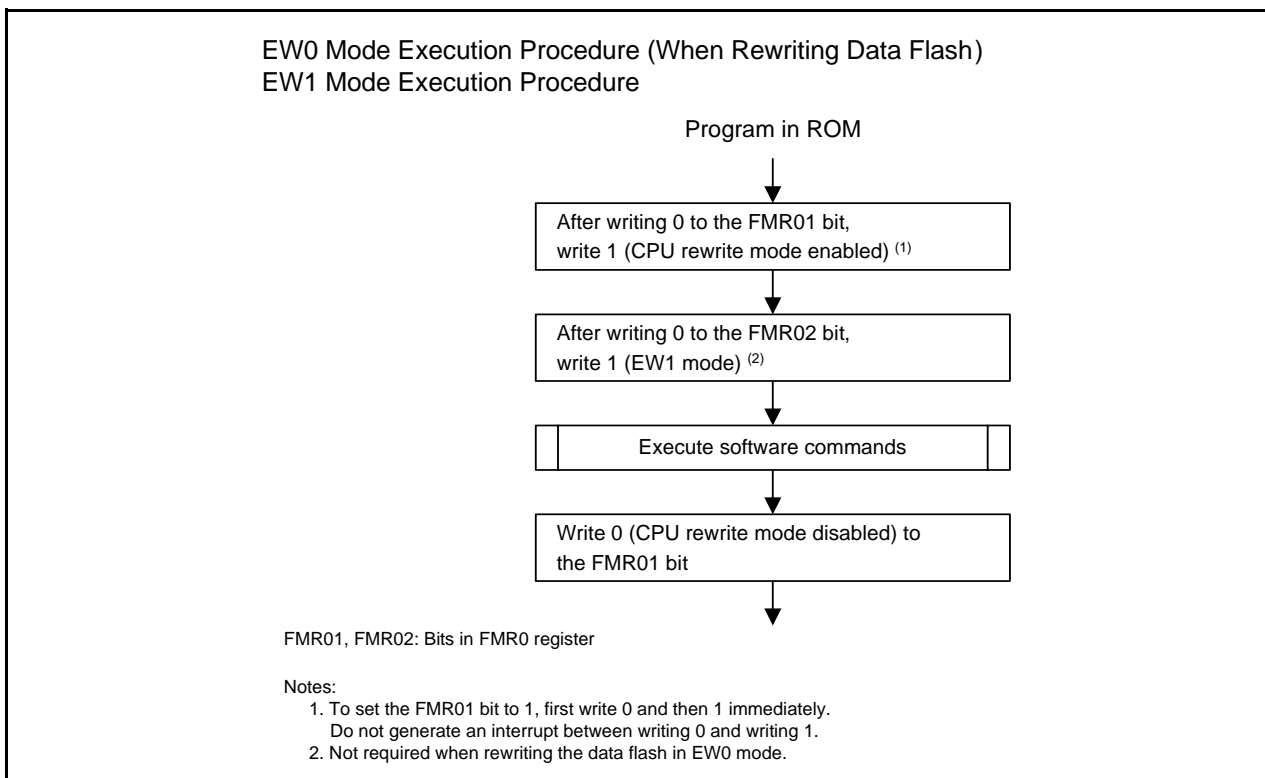 EW0 Mode Execution Procedure (When Rewriting Data Flash)
EW1 Mode Execution Procedure
Program in ROM
After writing 0 to the FMR01 bit,
write 1 (CPU rewrite mode enabled) (1)
After writing 0 to the FMR02 bit,
write 1 (EW1 mode) (2)
Execute software commands
Write 0 (CPU rewrite mode disabled) to
the FMR01 bit
FMR01, FMR02: Bits in FMR0 register
Notes:
1. To set the FMR01 bit to 1, first write 0 and then 1 immediately.
Do not generate an interrupt between writing 0 and writing 1.
2. Not required when rewriting the data flash in EW0 mode.